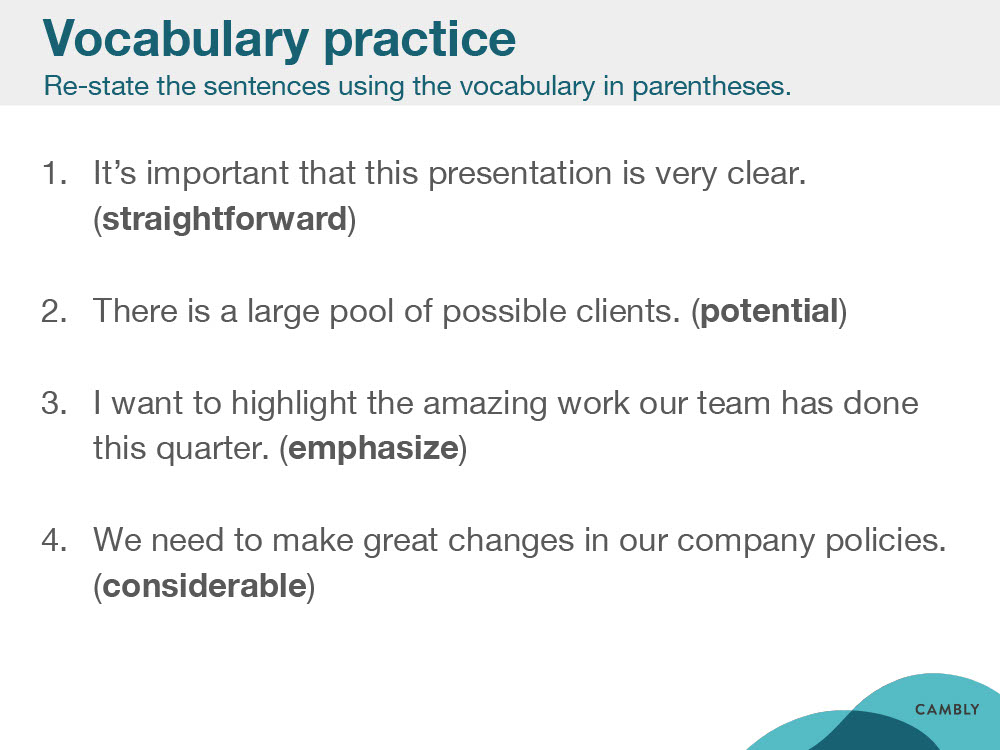 Vocabulary practice
Re-state the sentences using the vocabulary in parentheses.
1. It’s important that this presentation is very clear.
(straightforward)
2. There is a large pool of possible clients. (potential)
3. I want to highlight the amazing work our team has done
this quarter. (emphasize)
4. We need to make great changes in our company policies.
(considerable)
CAMBLY